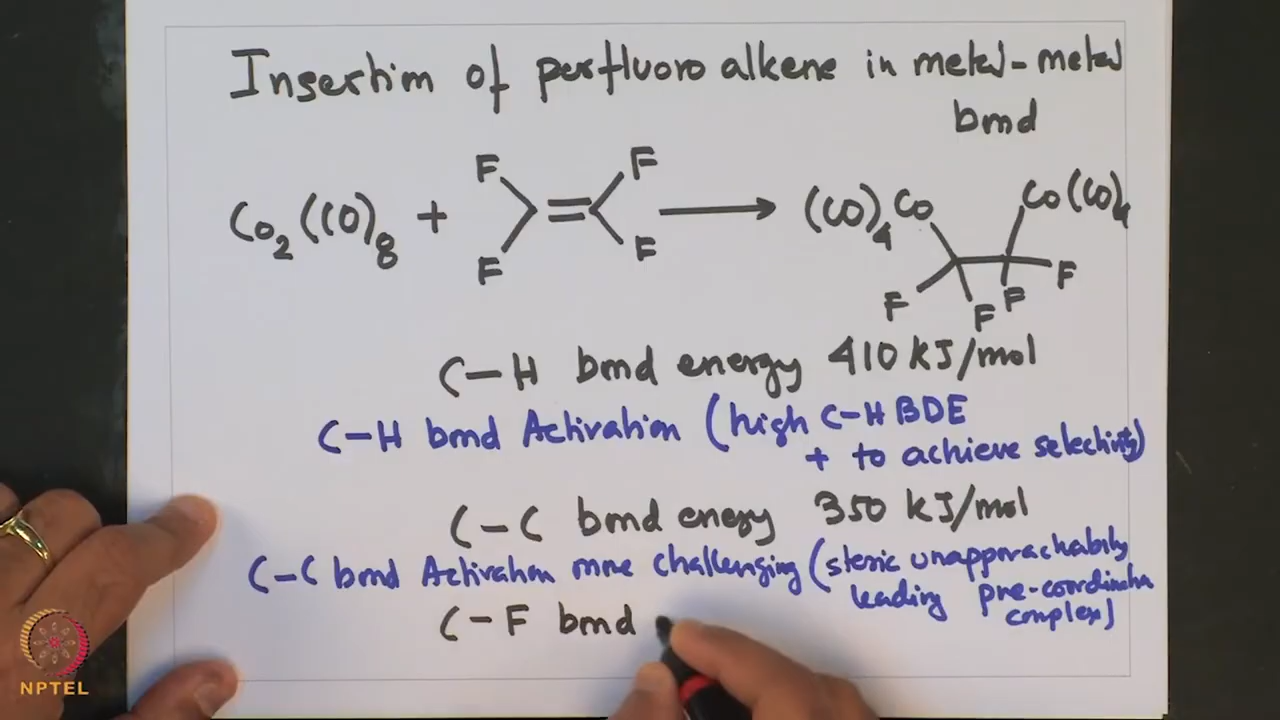 Insertion of perfluoro alkene in metal-metal
bond
Co2(CO)8 + F F F F → (CO)4Co Co(CO)4 F F F F
C-H bond energy 410 kJ/mol
C-H bond Activation (high C-H BDE
+ to achieve selectivity)
C-C bond energy 350 kJ/mol
C-C bond Activation more challenging (steric unapproachability
leading pre-coordination
complex)
C-F bond
NPTEL